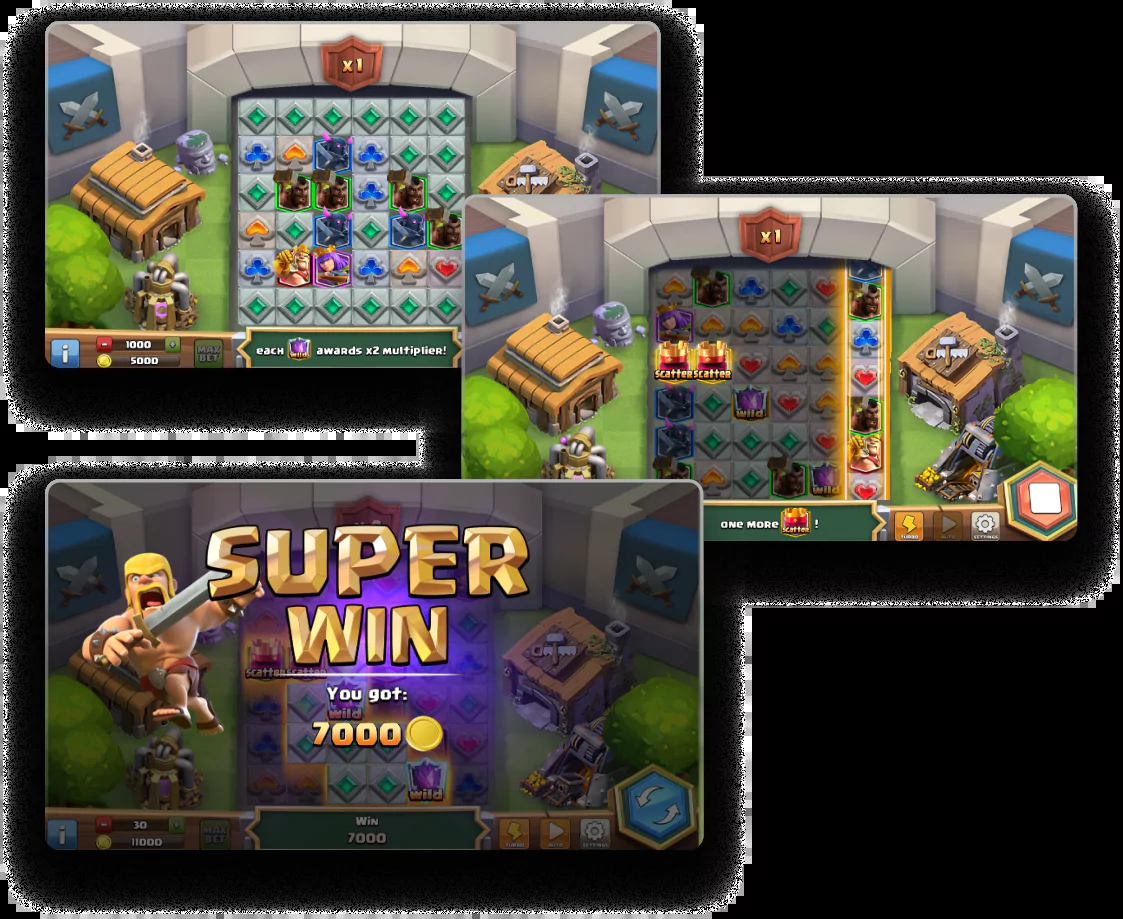 x1
i
1000
5000
MAX
BET
each wild awards x2 multiplier!
x1
scatter scatter
wild
wild
ONE MORE scatter !
TURBO
AUTO
SETTINGS
SUPER
WIN
scatter scatter
You got:
wild
7000
wild
i
30
11000
MAX
BET
Win
7000
TURBO
AUTO
SETTINGS